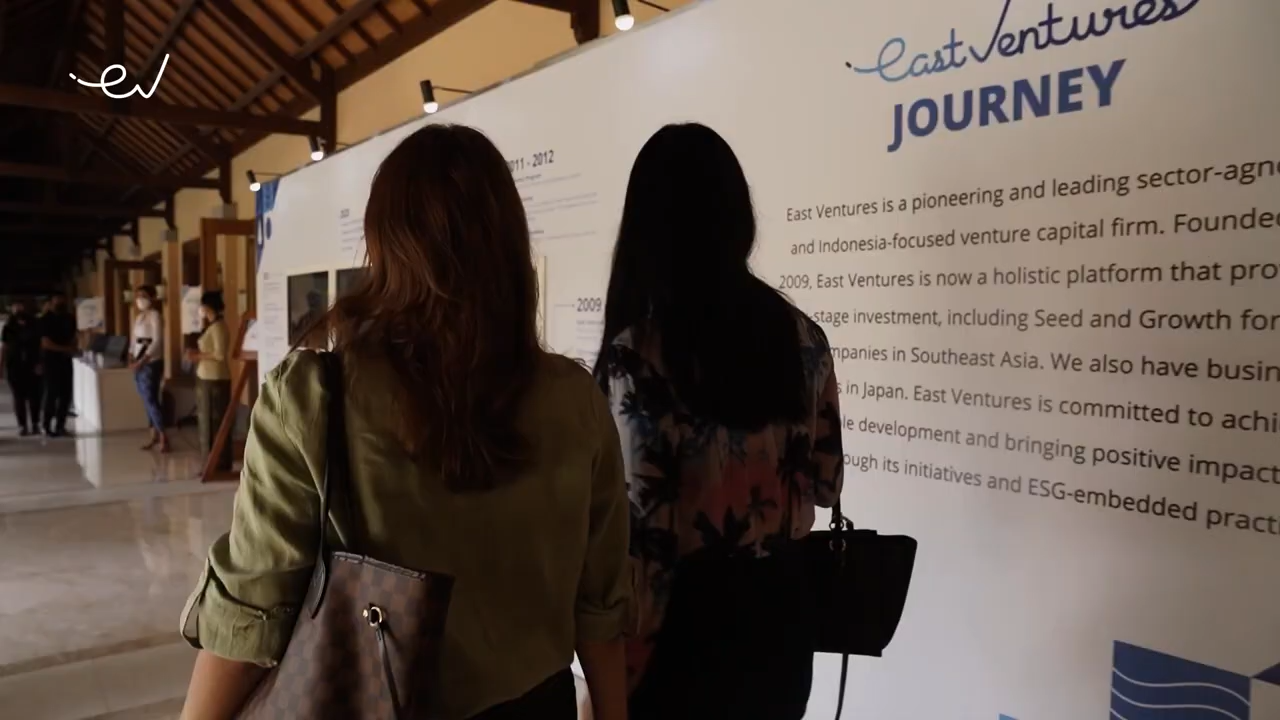 ev
East Ventures
JOURNEY
East Ventures is a pioneering and leading sector-agn
and Indonesia-focused venture capital firm. Founded
2009, East Ventures is now a holistic platform that pro
-stage investment, including Seed and Growth for
mpanies in Southeast Asia. We also have busin
s in Japan. East Ventures is committed to achi
le development and bringing positive impact
ough its initiatives and ESG-embedded pract
2011 - 2012
2009